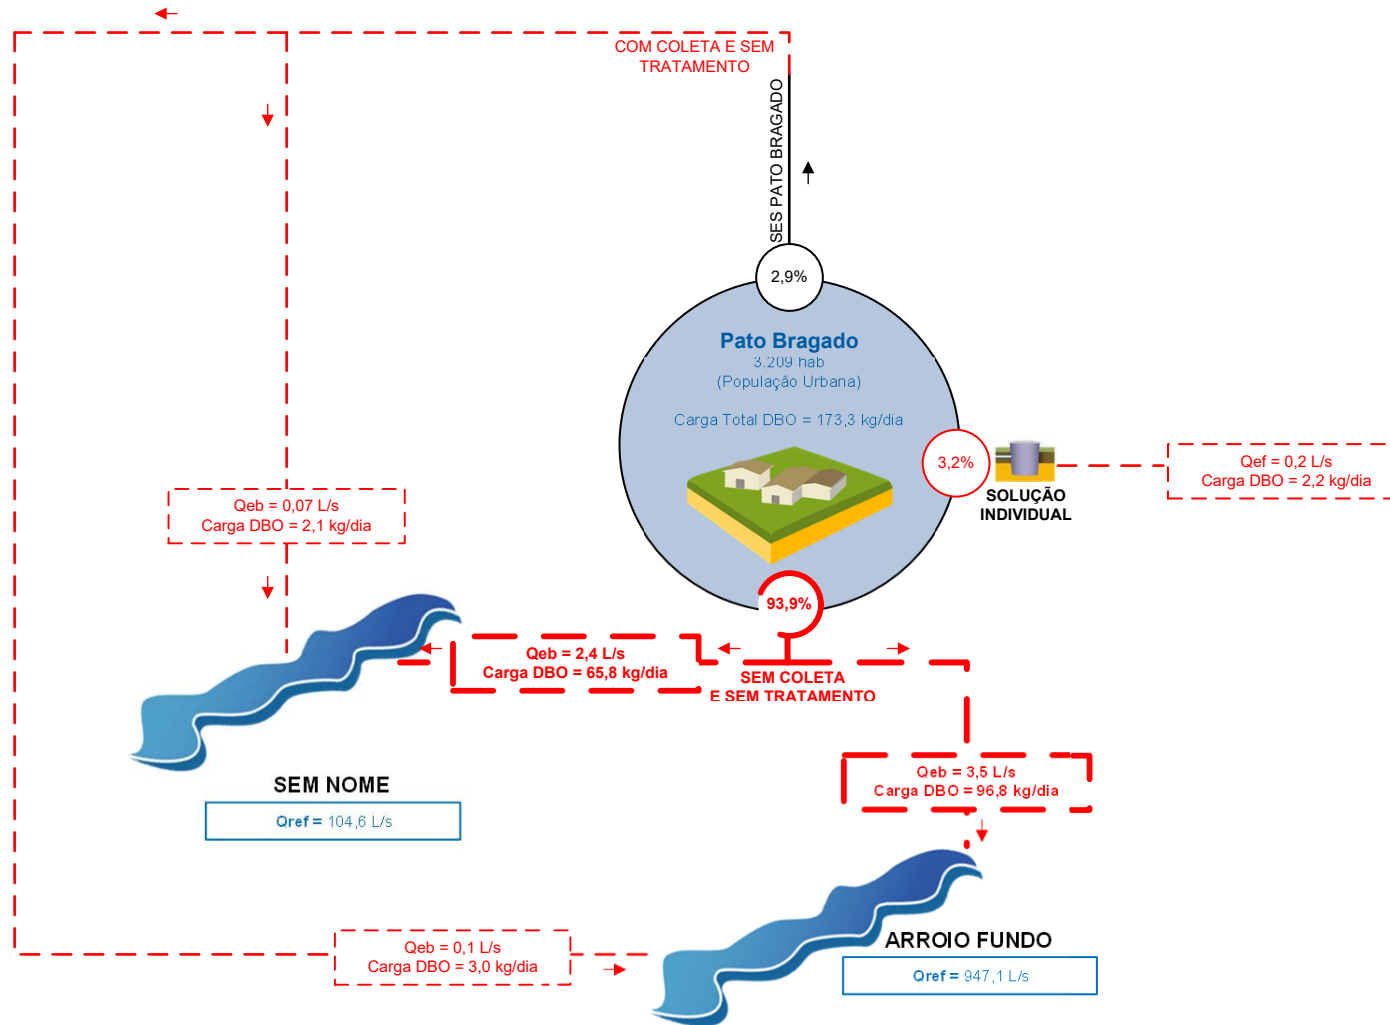 COM COLETA E SEM
TRATAMENTO
SES PATO BRAGADO
2,9%
Pato Bragado
3.209 hab
(População Urbana)
Carga Total DBO = 173,3 kg/dia
3,2%
SOLUÇÃO
INDIVIDUAL
Qef = 0,2 L/s
Carga DBO = 2,2 kg/dia
Qeb = 0,07 L/s
Carga DBO = 2,1 kg/dia
93,9%
Qeb = 2,4 L/s
Carga DBO = 65,8 kg/dia
SEM COLETA
E SEM TRATAMENTO
SEM NOME
Qref = 104,6 L/s
Qeb = 3,5 L/s
Carga DBO = 96,8 kg/dia
Qeb = 0,1 L/s
Carga DBO = 3,0 kg/dia
ARROIO FUNDO
Qref = 947,1 L/s